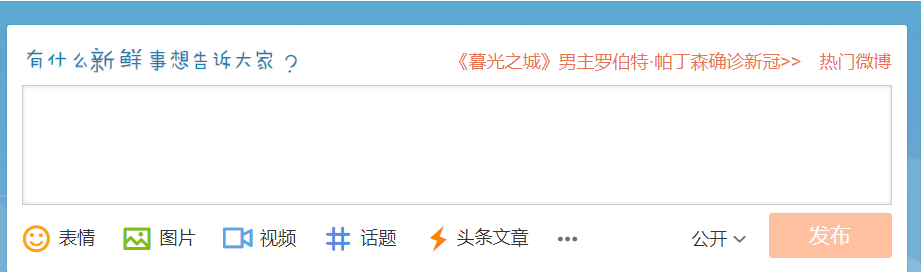 有什么新鲜事想告诉大家？
《暮光之城》男主罗伯特·帕丁森确诊新冠>> 热门微博
表情 图片 视频 话题 头条文章 ••• 公开 发布